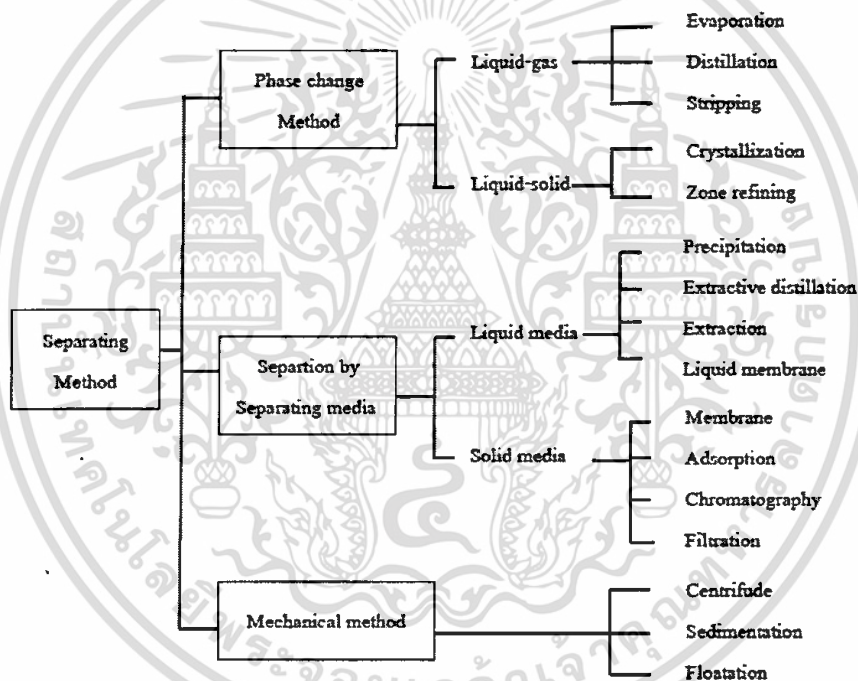 Separating
Method
Phase change
Method
Liquid-gas
Evaporation
Distillation
Stripping
Liquid-solid
Crystallization
Zone refining
Separtion by
Separating media
Liquid media
Precipitation
Extractive distillation
Extraction
Liquid membrane
Solid media
Membrane
Adsorption
Chromatography
Filtration
Mechanical method
Centrifude
Sedimentation
Floatation